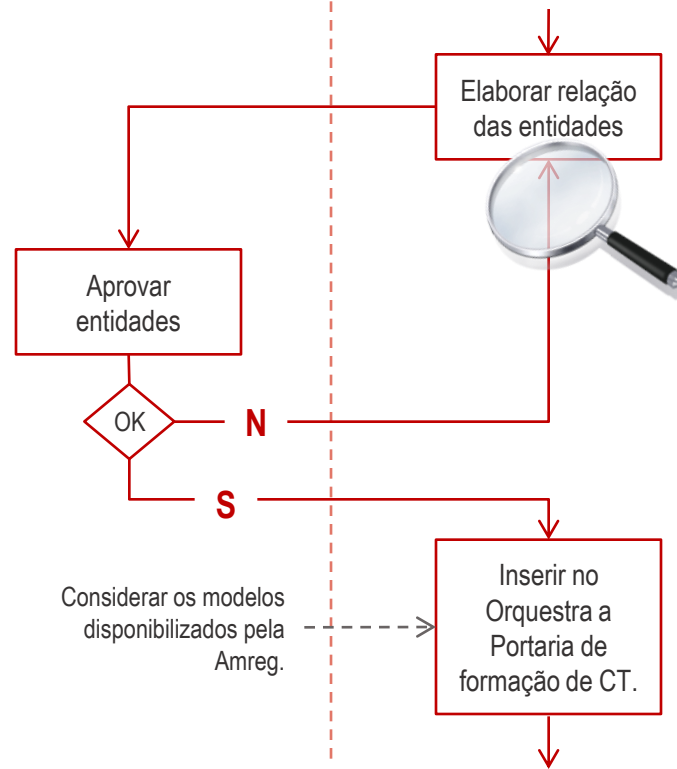 Elaborar relação
das entidades
Aprovar
entidades
OK
N
S
Considerar os modelos
disponibilizados pela
Amreg.
Inserir no
Orquestra a
Portaria de
formação de CT.